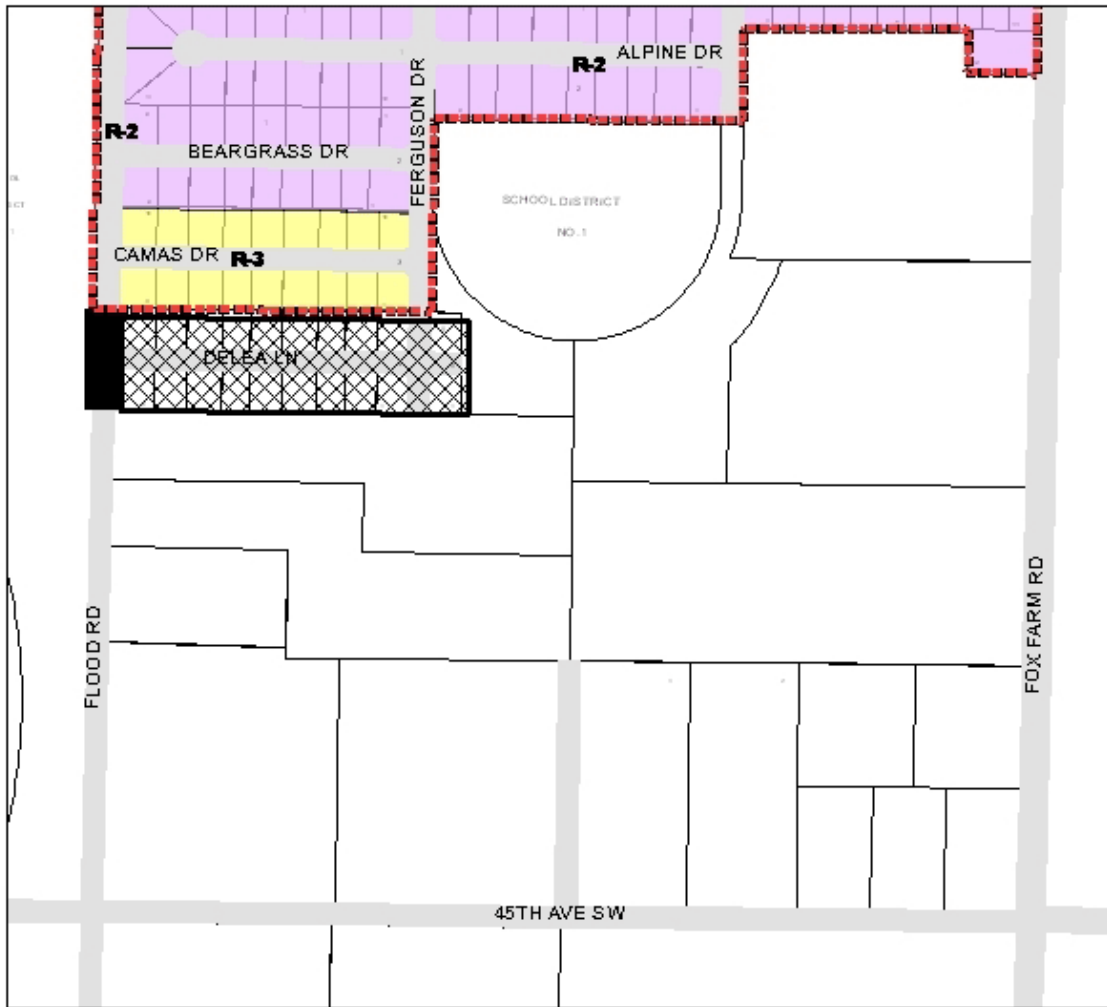 ALPINE DR
R-2
FERGUSON DR
R-2
BEARGRASS DR
SCHOOL DISTRICT
NO. 1
CAMAS DR
R-3
DELEA LN
FLOOD RD
FOX FARM RD
45TH AVE SW